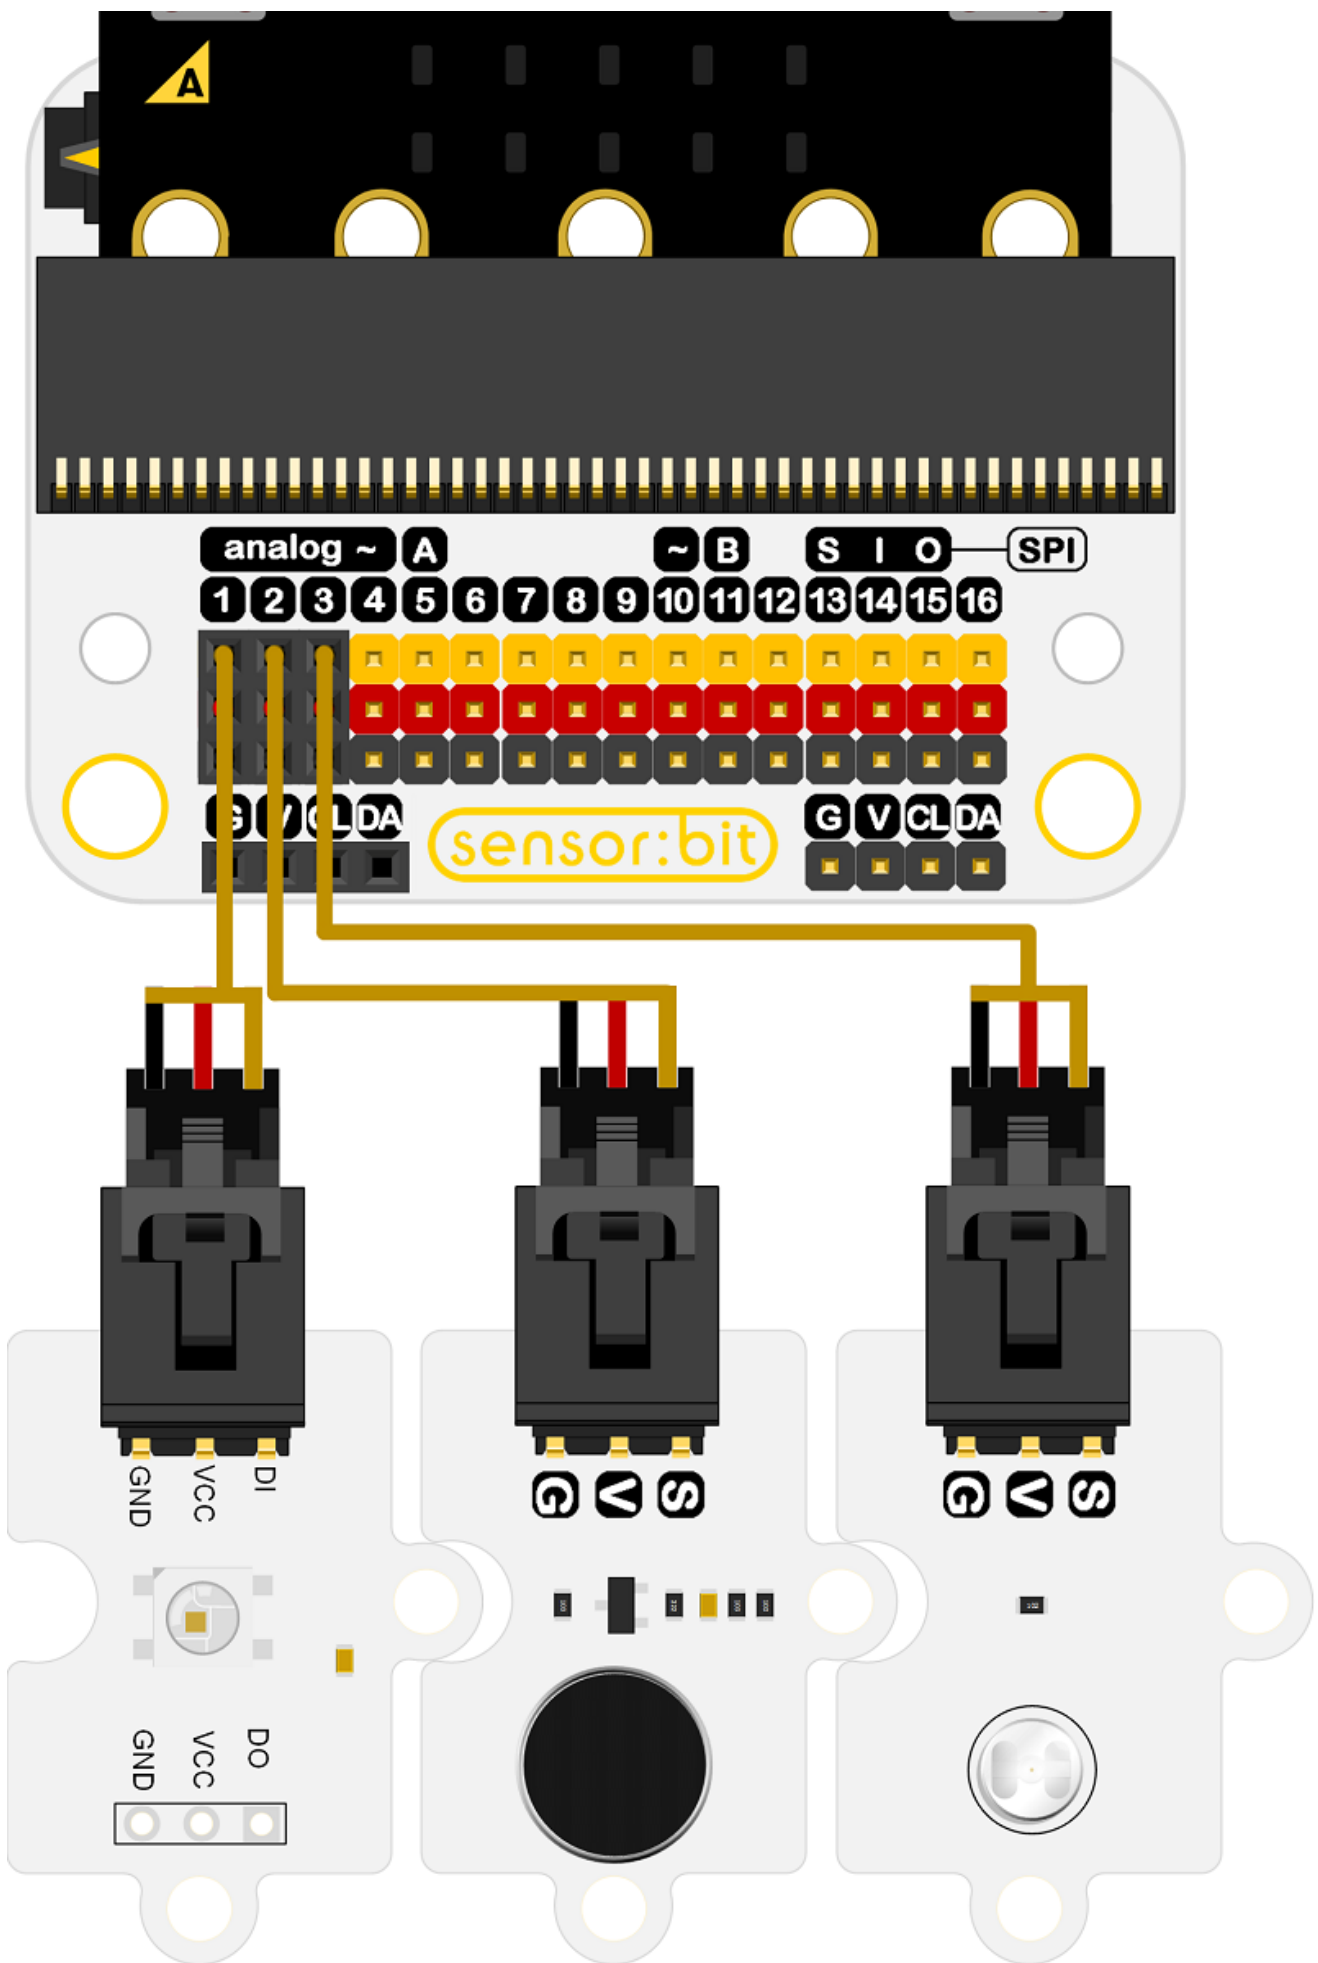 A
analog ~ A ~ B S I O SPI
1 2 3 4 5 6 7 8 9 10 11 12 13 14 15 16
G V CL DA sensor:bit G V CL DA
GND VCC DI G V S G V S
GND VCC DO